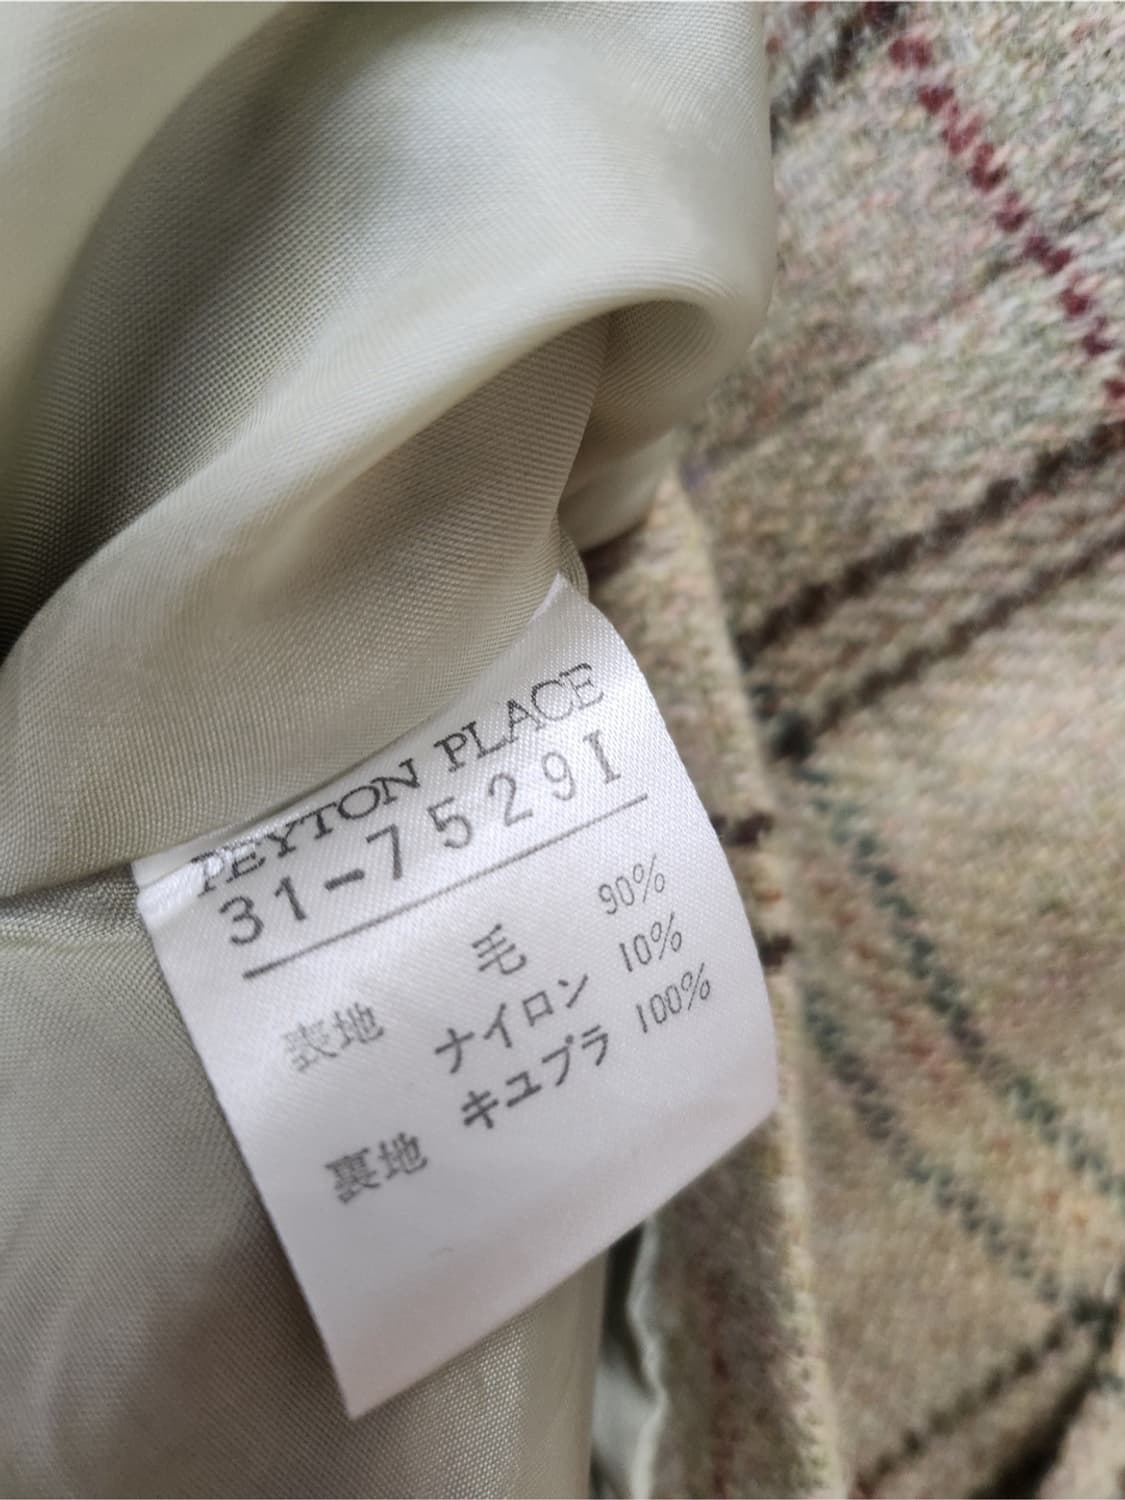 PEYTON PLACE
31-75291
表地 毛 90%
ナイロン 10%
裏地 キュプラ 100%